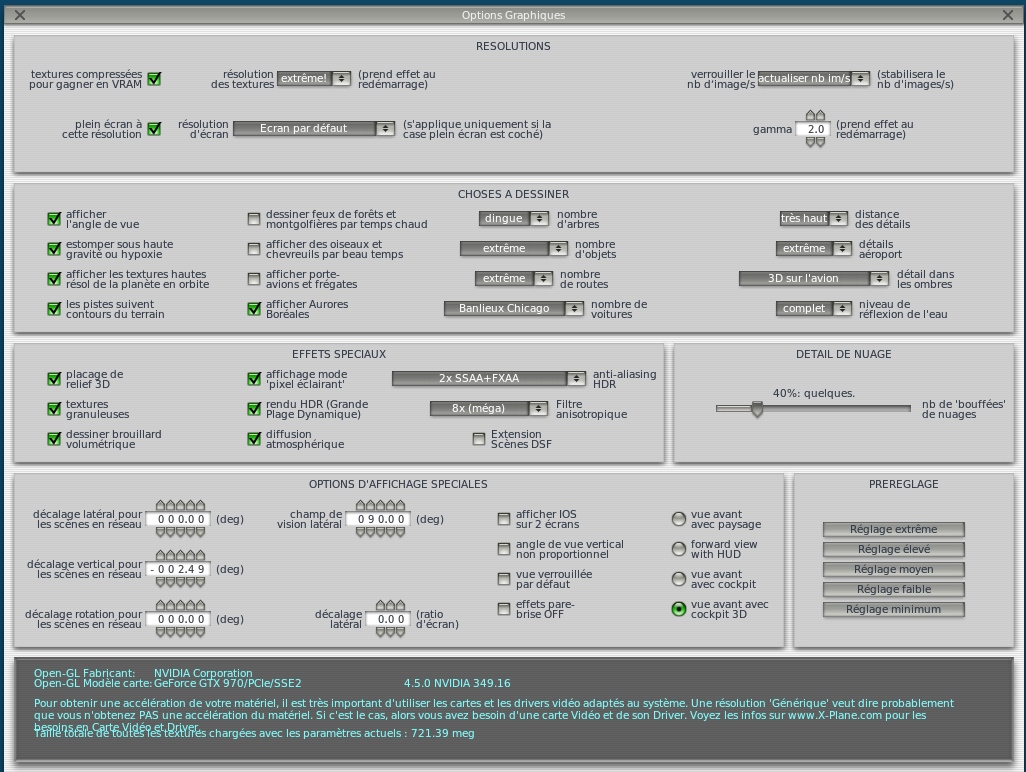 Options Graphiques
RESOLUTIONS
textures compressées
pour gagner en VRAM
résolution
des textures
extrême!
(prend effet au
redémarrage)
verrouiller le
nb d'image/s
actualiser nb im/s
(stabilisera le
nb d'images/s)
plein écran à
cette résolution
résolution
d'écran
Ecran par défaut
(s'applique uniquement si la
case plein écran est coché)
gamma
2.0
(prend effet au
redémarrage)
CHOSES A DESSINER
afficher
l'angle de vue
dessiner feux de forêts et
montgolfières par temps chaud
dingue
nombre
d'arbres
très haut
distance
des détails
estomper sous haute
gravité ou hypoxie
afficher des oiseaux et
chevreuils par beau temps
extrême
nombre
d'objets
extrême
détails
aéroport
afficher les textures hautes
résol de la planète en orbite
afficher porte-
avions et frégates
extrême
nombre
de routes
3D sur l'avion
détail dans
les ombres
les pistes suivent
contours du terrain
afficher Aurores
Boréales
Banlieux Chicago
nombre de
voitures
complet
niveau de
réflexion de l'eau
EFFETS SPECIAUX
placage de
relief 3D
affichage mode
'pixel éclairant'
2x SSAA+FXAA
anti-aliasing
HDR
textures
granuleuses
rendu HDR (Grande
Plage Dynamique)
8x (méga)
Filtre
anisotropique
dessiner brouillard
volumétrique
diffusion
atmosphérique
Extension
Scènes DSF
DETAIL DE NUAGE
40%: quelques.
nb de 'bouffées'
de nuages
OPTIONS D'AFFICHAGE SPECIALES
décalage latéral pour
les scènes en réseau
0 0 0.0 0
(deg)
champ de
vision latéral
0 9 0.0 0
(deg)
afficher IOS
sur 2 écrans
vue avant
avec paysage
angle de vue vertical
non proportionnel
forward view
with HUD
décalage vertical pour
les scènes en réseau
- 0 0 2.4 9
(deg)
vue verrouillée
par défaut
vue avant
avec cockpit
décalage rotation pour
les scènes en réseau
0 0 0.0 0
(deg)
décalage
latéral
0.0 0
(ratio
d'écran)
effets pare-
brise OFF
vue avant avec
cockpit 3D
PREREGLAGE
Réglage extrême
Réglage élevé
Réglage moyen
Réglage faible
Réglage minimum
Open-GL Fabricant: NVIDIA Corporation
Open-GL Modèle carte: GeForce GTX 970/PCIe/SSE2 4.5.0 NVIDIA 349.16
Pour obtenir une accélération de votre matériel, il est très important d'utiliser les cartes et les drivers vidéo adaptés au système. Une résolution 'Générique' veut dire probablement
que vous n'obtenez PAS une accélération du matériel. Si c'est le cas, alors vous avez besoin d'une carte Vidéo et de son Driver. Voyez les infos sur www.X-Plane.com pour les
besoins en Carte Vidéo et Driver.
Taille totale de toutes les textures chargées avec les paramètres actuels : 721.39 meg